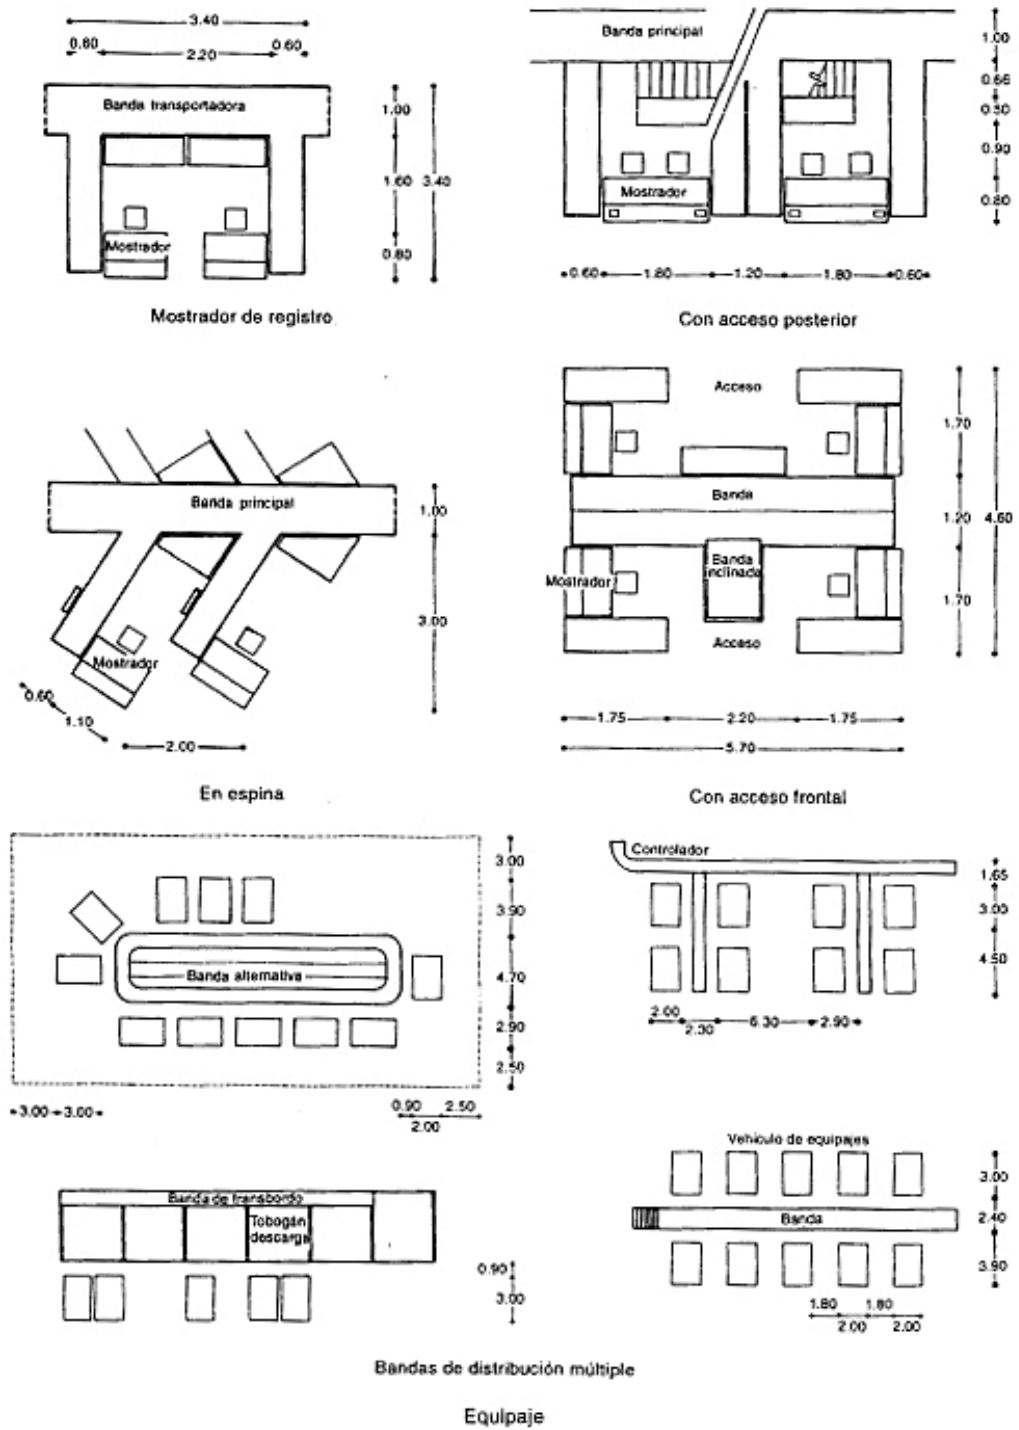 3.40
0.60
2.20
0.60
Banda transportadora
1.00
1.60
3.40
Mostrador
0.80
Mostrador de registro
Banda principal
1.00
0.66
0.30
0.90
Mostrador
0.80
0.60
1.80
1.20
1.80
0.60
Con acceso posterior
Banda principal
1.00
3.00
Mostrador
0.60
1.10
2.00
En espina
Acceso
1.70
Banda
1.20
4.60
Banda
inclinada
Mostrador
1.70
Acceso
1.75
2.20
1.75
5.70
Con acceso frontal
3.00
3.90
Banda alternativa
4.70
2.90
2.50
3.00
3.00
0.90
2.50
2.00
Controlador
1.65
3.00
4.50
2.00
2.30
6.30
2.90
Banda de transbordo
Tobogán
descarga
0.90
3.00
Vehículo de equipajes
3.00
Banda
2.40
3.90
1.80
1.80
2.00
2.00
Bandas de distribución múltiple
Equipaje